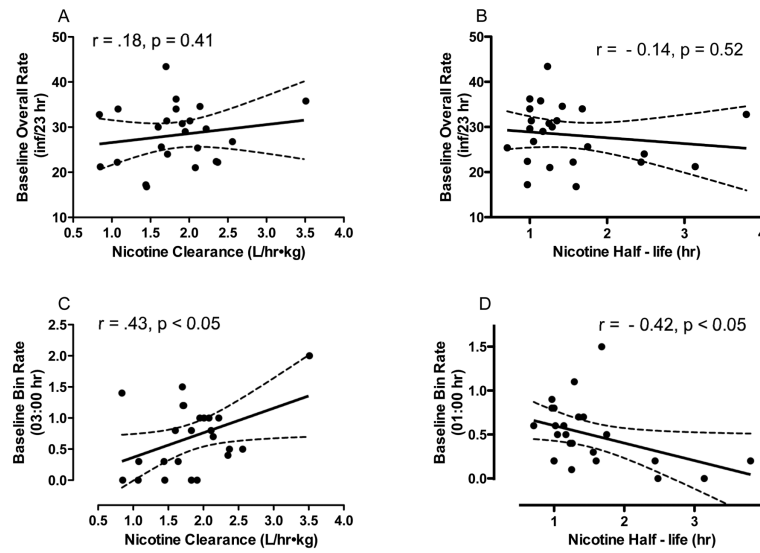 A
r = .18, p = 0.41
Baseline Overall Rate
(inf/23 hr)
50
40
30
20
10
0.5 1.0 1.5 2.0 2.5 3.0 3.5 4.0
Nicotine Clearance (L/hr•kg)
B
r = - 0.14, p = 0.52
Baseline Overall Rate
(inf/23 hr)
50
40
30
20
10
1 2 3
Nicotine Half - life (hr)
C
r = .43, p < 0.05
Baseline Bin Rate
(03:00 hr)
2.5
2.0
1.5
1.0
0.5
0.0
0.5 1.0 1.5 2.0 2.5 3.0 3.5 4.0
Nicotine Clearance (L/hr•kg)
D
r = - 0.42, p < 0.05
Baseline Bin Rate
(01:00 hr)
1.5
1.0
0.5
0.0
1 2 3
Nicotine Half - life (hr)